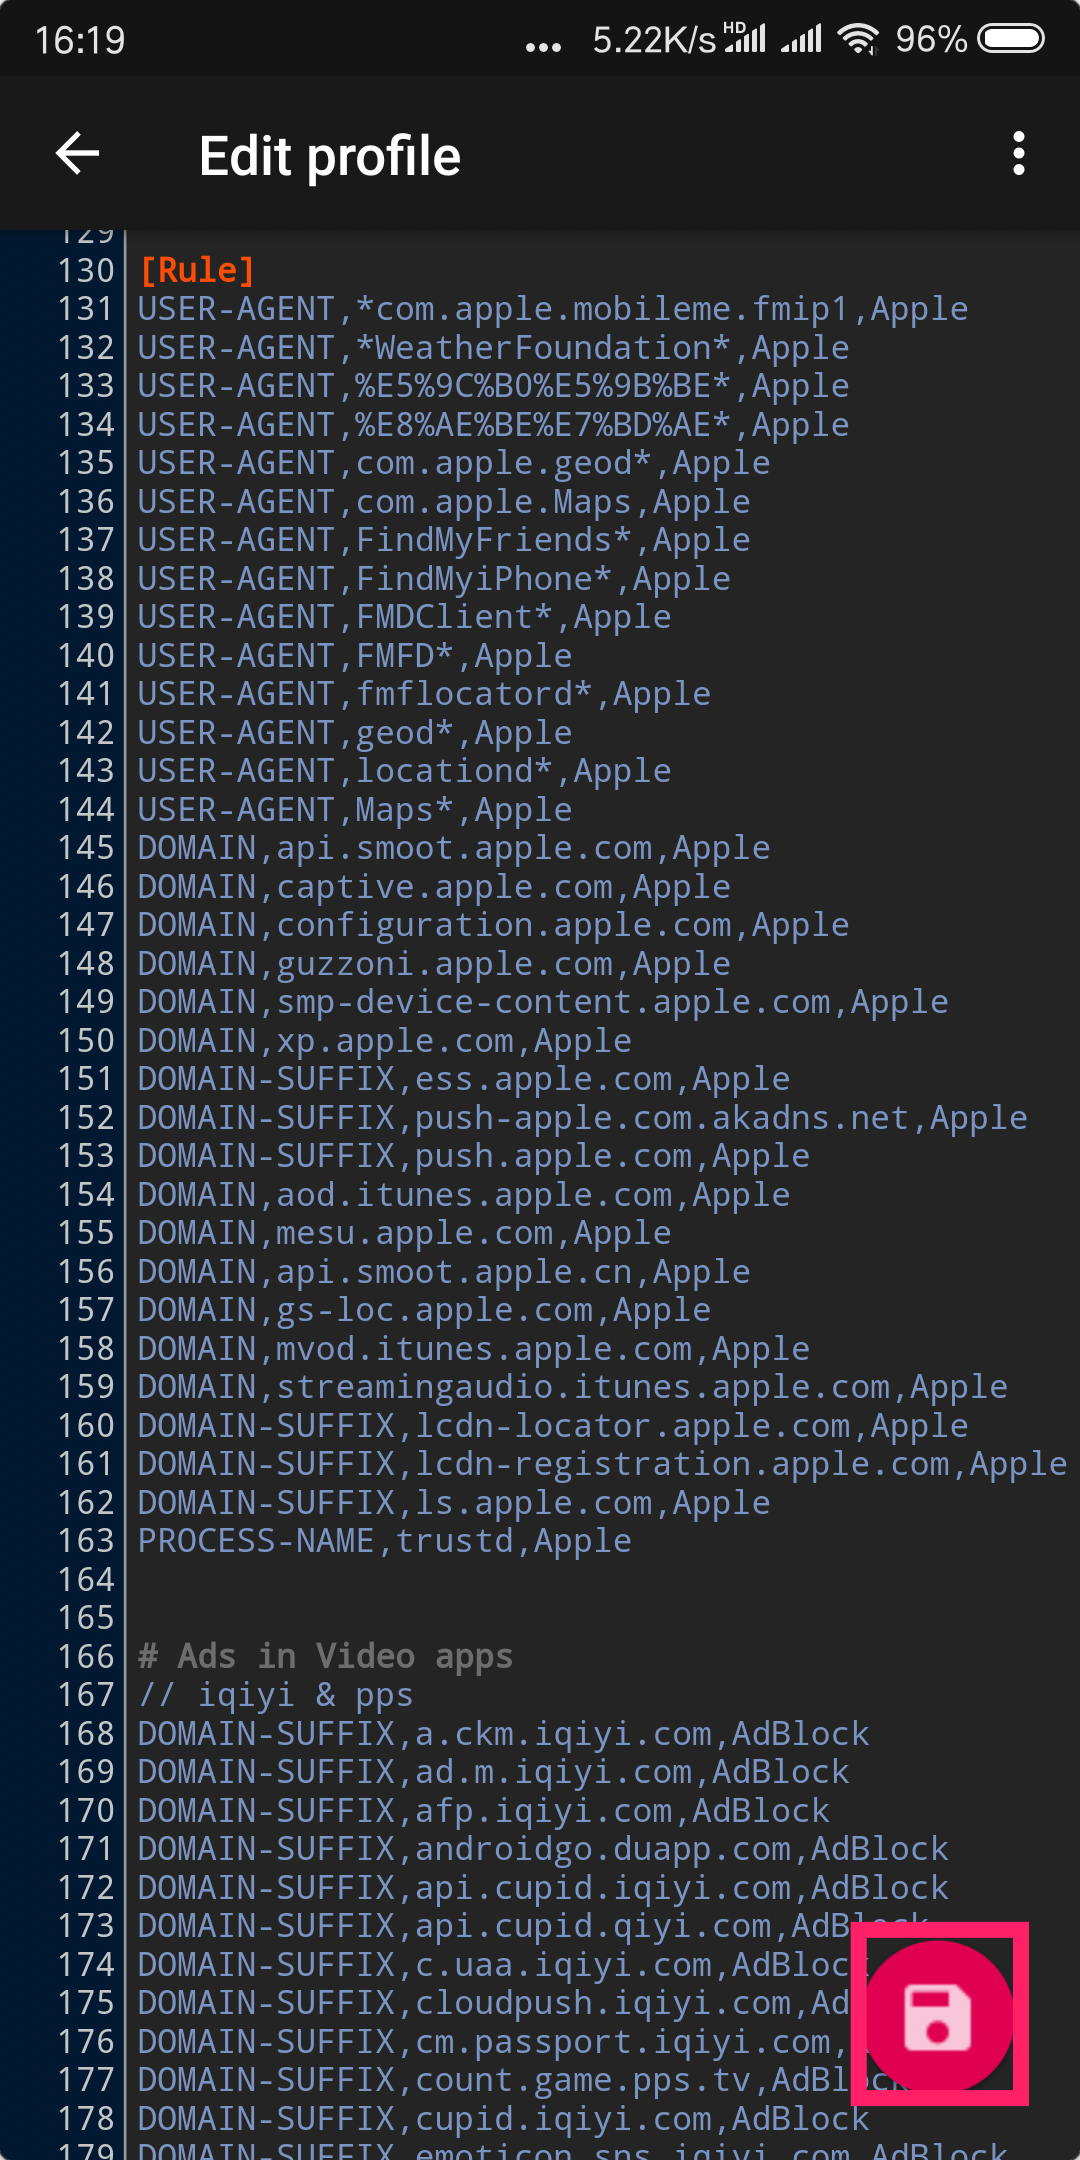 16:19 ... 5.22K/s HD 96%
Edit profile
129
130 [Rule]
131 USER-AGENT,*com.apple.mobileme.fmip1,Apple
132 USER-AGENT,*WeatherFoundation*,Apple
133 USER-AGENT,%E5%9C%B0%E5%9B%BE*,Apple
134 USER-AGENT,%E8%AE%BE%E7%BD%AE*,Apple
135 USER-AGENT,com.apple.geod*,Apple
136 USER-AGENT,com.apple.Maps,Apple
137 USER-AGENT,FindMyFriends*,Apple
138 USER-AGENT,FindMyiPhone*,Apple
139 USER-AGENT,FMDClient*,Apple
140 USER-AGENT,FMFD*,Apple
141 USER-AGENT,fmflocatord*,Apple
142 USER-AGENT,geod*,Apple
143 USER-AGENT,locationd*,Apple
144 USER-AGENT,Maps*,Apple
145 DOMAIN,api.smoot.apple.com,Apple
146 DOMAIN,captive.apple.com,Apple
147 DOMAIN,configuration.apple.com,Apple
148 DOMAIN,guzzoni.apple.com,Apple
149 DOMAIN,smp-device-content.apple.com,Apple
150 DOMAIN,xp.apple.com,Apple
151 DOMAIN-SUFFIX,ess.apple.com,Apple
152 DOMAIN-SUFFIX,push-apple.com.akadns.net,Apple
153 DOMAIN-SUFFIX,push.apple.com,Apple
154 DOMAIN,aod.itunes.apple.com,Apple
155 DOMAIN,mesu.apple.com,Apple
156 DOMAIN,api.smoot.apple.cn,Apple
157 DOMAIN,gs-loc.apple.com,Apple
158 DOMAIN,mvod.itunes.apple.com,Apple
159 DOMAIN,streamingaudio.itunes.apple.com,Apple
160 DOMAIN-SUFFIX,lcdn-locator.apple.com,Apple
161 DOMAIN-SUFFIX,lcdn-registration.apple.com,Apple
162 DOMAIN-SUFFIX,ls.apple.com,Apple
163 PROCESS-NAME,trustd,Apple
164
165
166 # Ads in Video apps
167 // iqiyi & pps
168 DOMAIN-SUFFIX,a.ckm.iqiyi.com,AdBlock
169 DOMAIN-SUFFIX,ad.m.iqiyi.com,AdBlock
170 DOMAIN-SUFFIX,afp.iqiyi.com,AdBlock
171 DOMAIN-SUFFIX,androidgo.duapp.com,AdBlock
172 DOMAIN-SUFFIX,api.cupid.iqiyi.com,AdBlock
173 DOMAIN-SUFFIX,api.cupid.qiyi.com,AdBlock
174 DOMAIN-SUFFIX,c.uaa.iqiyi.com,AdBlock
175 DOMAIN-SUFFIX,cloudpush.iqiyi.com,Ad
176 DOMAIN-SUFFIX,cm.passport.iqiyi.com,
177 DOMAIN-SUFFIX,count.game.pps.tv,AdBlock
178 DOMAIN-SUFFIX,cupid.iqiyi.com,AdBlock
179 DOMAIN-SUFFIX,emoticon.sns.iqiyi.com,AdBlock